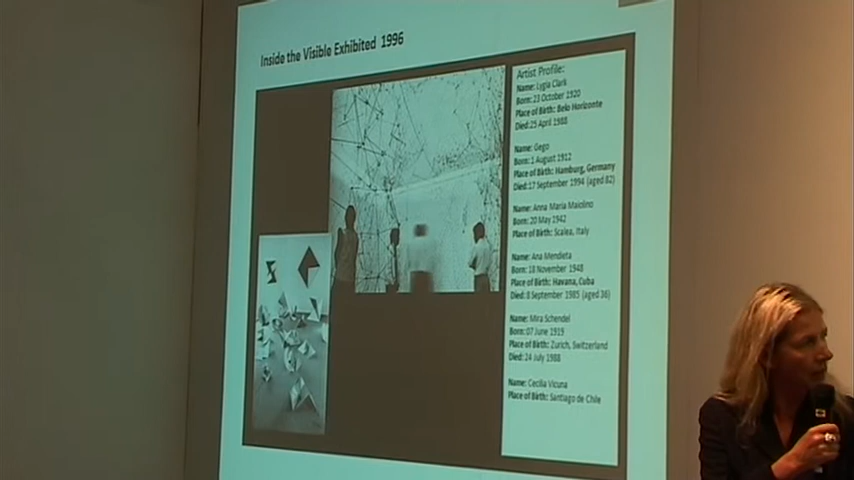 Inside the Visible Exhibited 1996
Artist Profile:
Name: Lygia Clark
Born: 23 October 1920
Place of Birth: Belo Horizonte
Died: 25 April 1988
Name: Gego
Born: 1 August 1912
Place of Birth: Hamburg, Germany
Died: 17 September 1994 (aged 82)
Name: Anna Maria Maiolino
Born: 20 May 1942
Place of Birth: Scalea, Italy
Name: Ana Mendieta
Born: 18 November 1948
Place of Birth: Havana, Cuba
Died: 8 September 1985 (aged 36)
Name: Mira Schendel
Born: 07 June 1919
Place of Birth: Zurich, Switzerland
Died: 24 July 1988
Name: Cecilia Vicuna
Place of Birth: Santiago de Chile